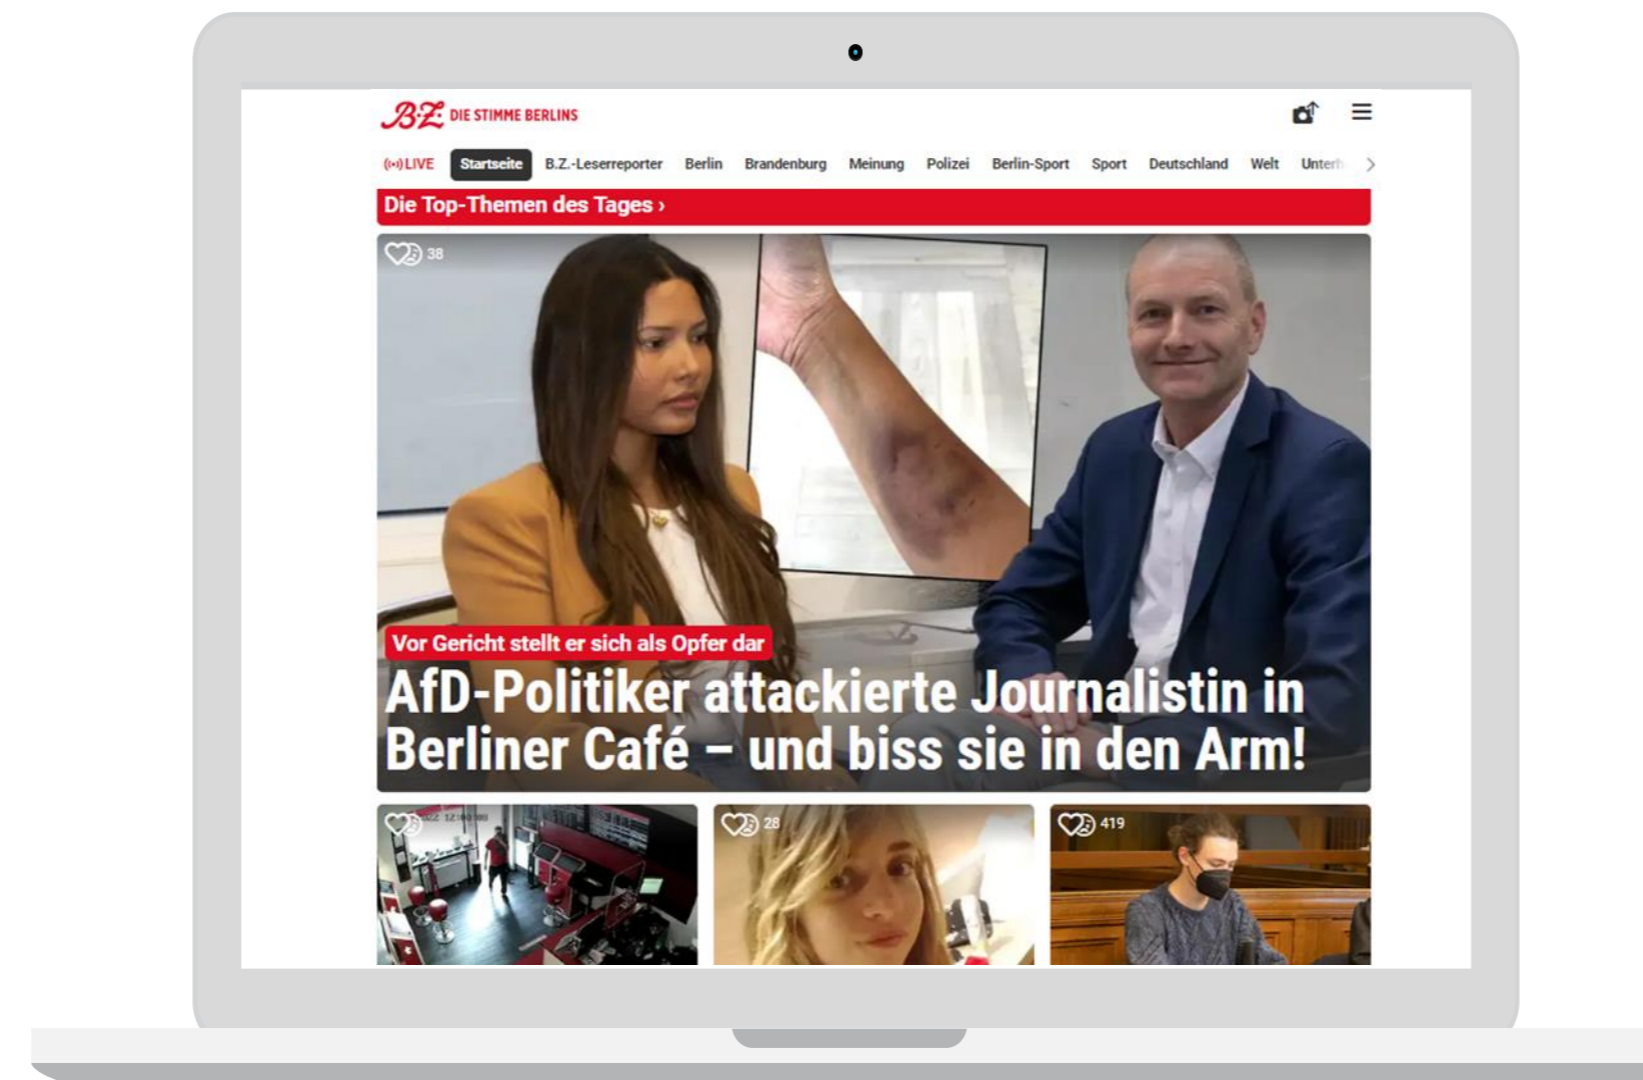 B.Z. DIE STIMME BERLINS
LIVE Startseite B.Z.-Leserreporter Berlin Brandenburg Meinung Polizei Berlin-Sport Sport Deutschland Welt
Die Top-Themen des Tages ›
38
Vor Gericht stellt er sich als Opfer dar
AfD-Politiker attackierte Journalistin in
Berliner Café – und biss sie in den Arm!
28
419